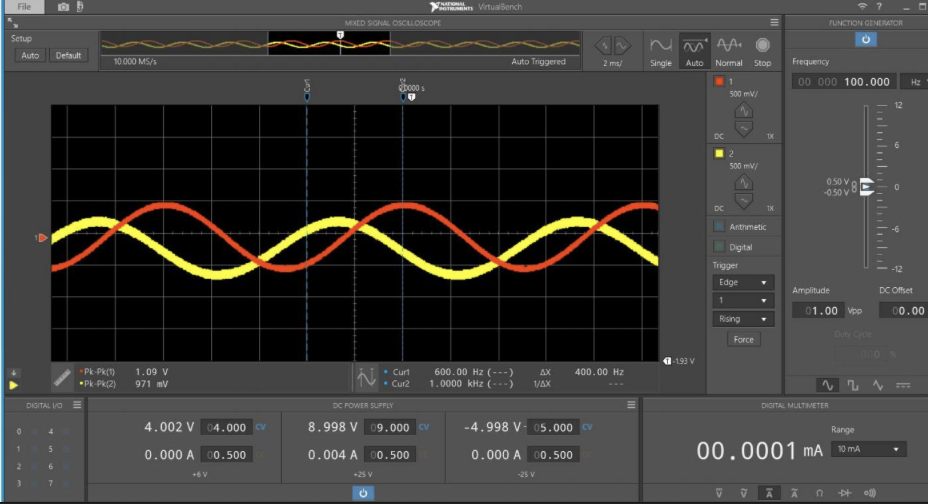 File
NATIONAL INSTRUMENTS VirtualBench
?
MIXED SIGNAL OSCILLOSCOPE
FUNCTION GENERATOR
Setup
Auto Default
10.000 MS/s
Auto Triggered
2 ms/
Single Auto Normal Stop
Frequency
00 000 100.000 Hz
Cur1
0.0000 s
T
1
500 mV/
DC 1X
2
500 mV/
DC 1X
Arithmetic
Digital
Trigger
Edge
1
Rising
Force
T -1.93 V
1
12
6
0
-6
-12
0.50 V
-0.50 V
Amplitude DC Offset
01.00 Vpp 00.00
Duty Cycle
%
Pk-Pk(1) 1.09 V
Pk-Pk(2) 971 mV
Cur1 600.00 Hz (---) ΔX 400.00 Hz
Cur2 1.0000 kHz (---) 1/ΔX ---
DIGITAL I/O
0 4
1 5
2 6
3 7
DC POWER SUPPLY
4.002 V 04.000 CV
8.998 V 09.000 CV
-4.998 V - 05.000 CV
0.000 A 00.500
0.004 A 00.500
0.000 A 00.500
+6 V
+25 V
-25 V
DIGITAL MULTIMETER
00.0001 mA
Range
10 mA
V V A A Ω